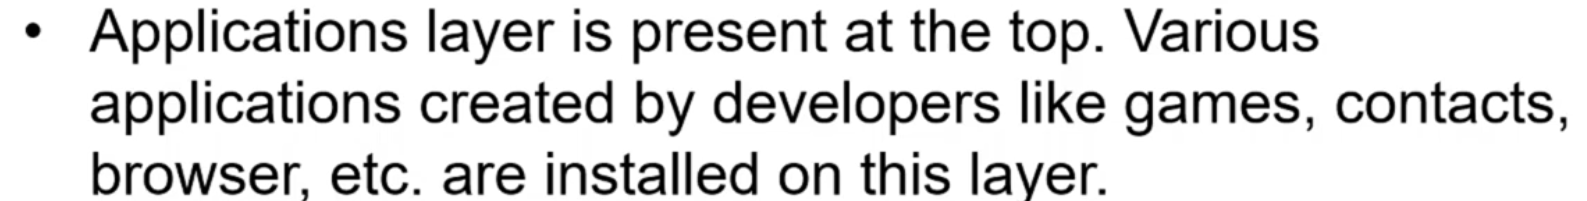 • Applications layer is present at the top. Various
applications created by developers like games, contacts,
browser, etc. are installed on this layer.